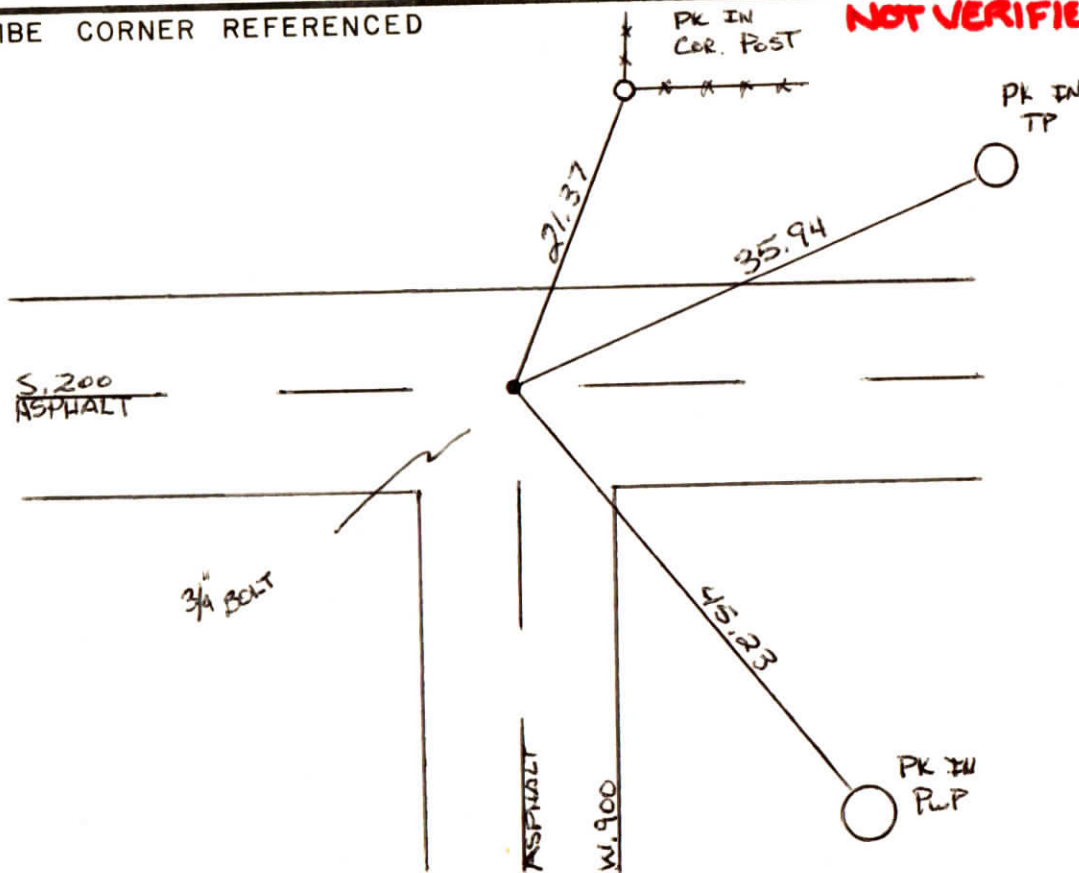 IBE CORNER REFERENCED
NOT VERIFIE
PK IN
COR. POST
PK IN
TP
21.37
35.94
S. 200
ASPHALT
3/4" BOLT
45.23
PK IN
PwP
ASPHALT
W. 900